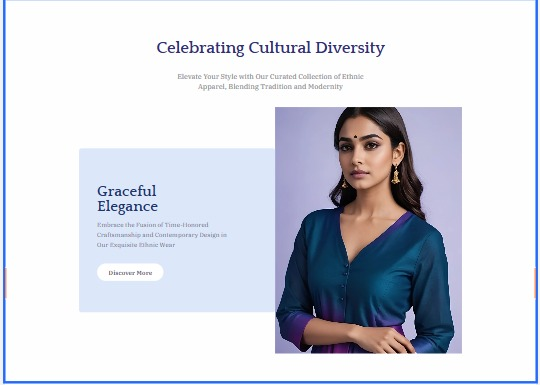 Celebrating Cultural Diversity
Elevate Your Style with Our Curated Collection of Ethnic
Apparel, Blending Tradition and Modernity
Graceful
Elegance
Embrace the Fusion of Time-Honored
Craftsmanship and Contemporary Design in
Our Exquisite Ethnic Wear
Discover More